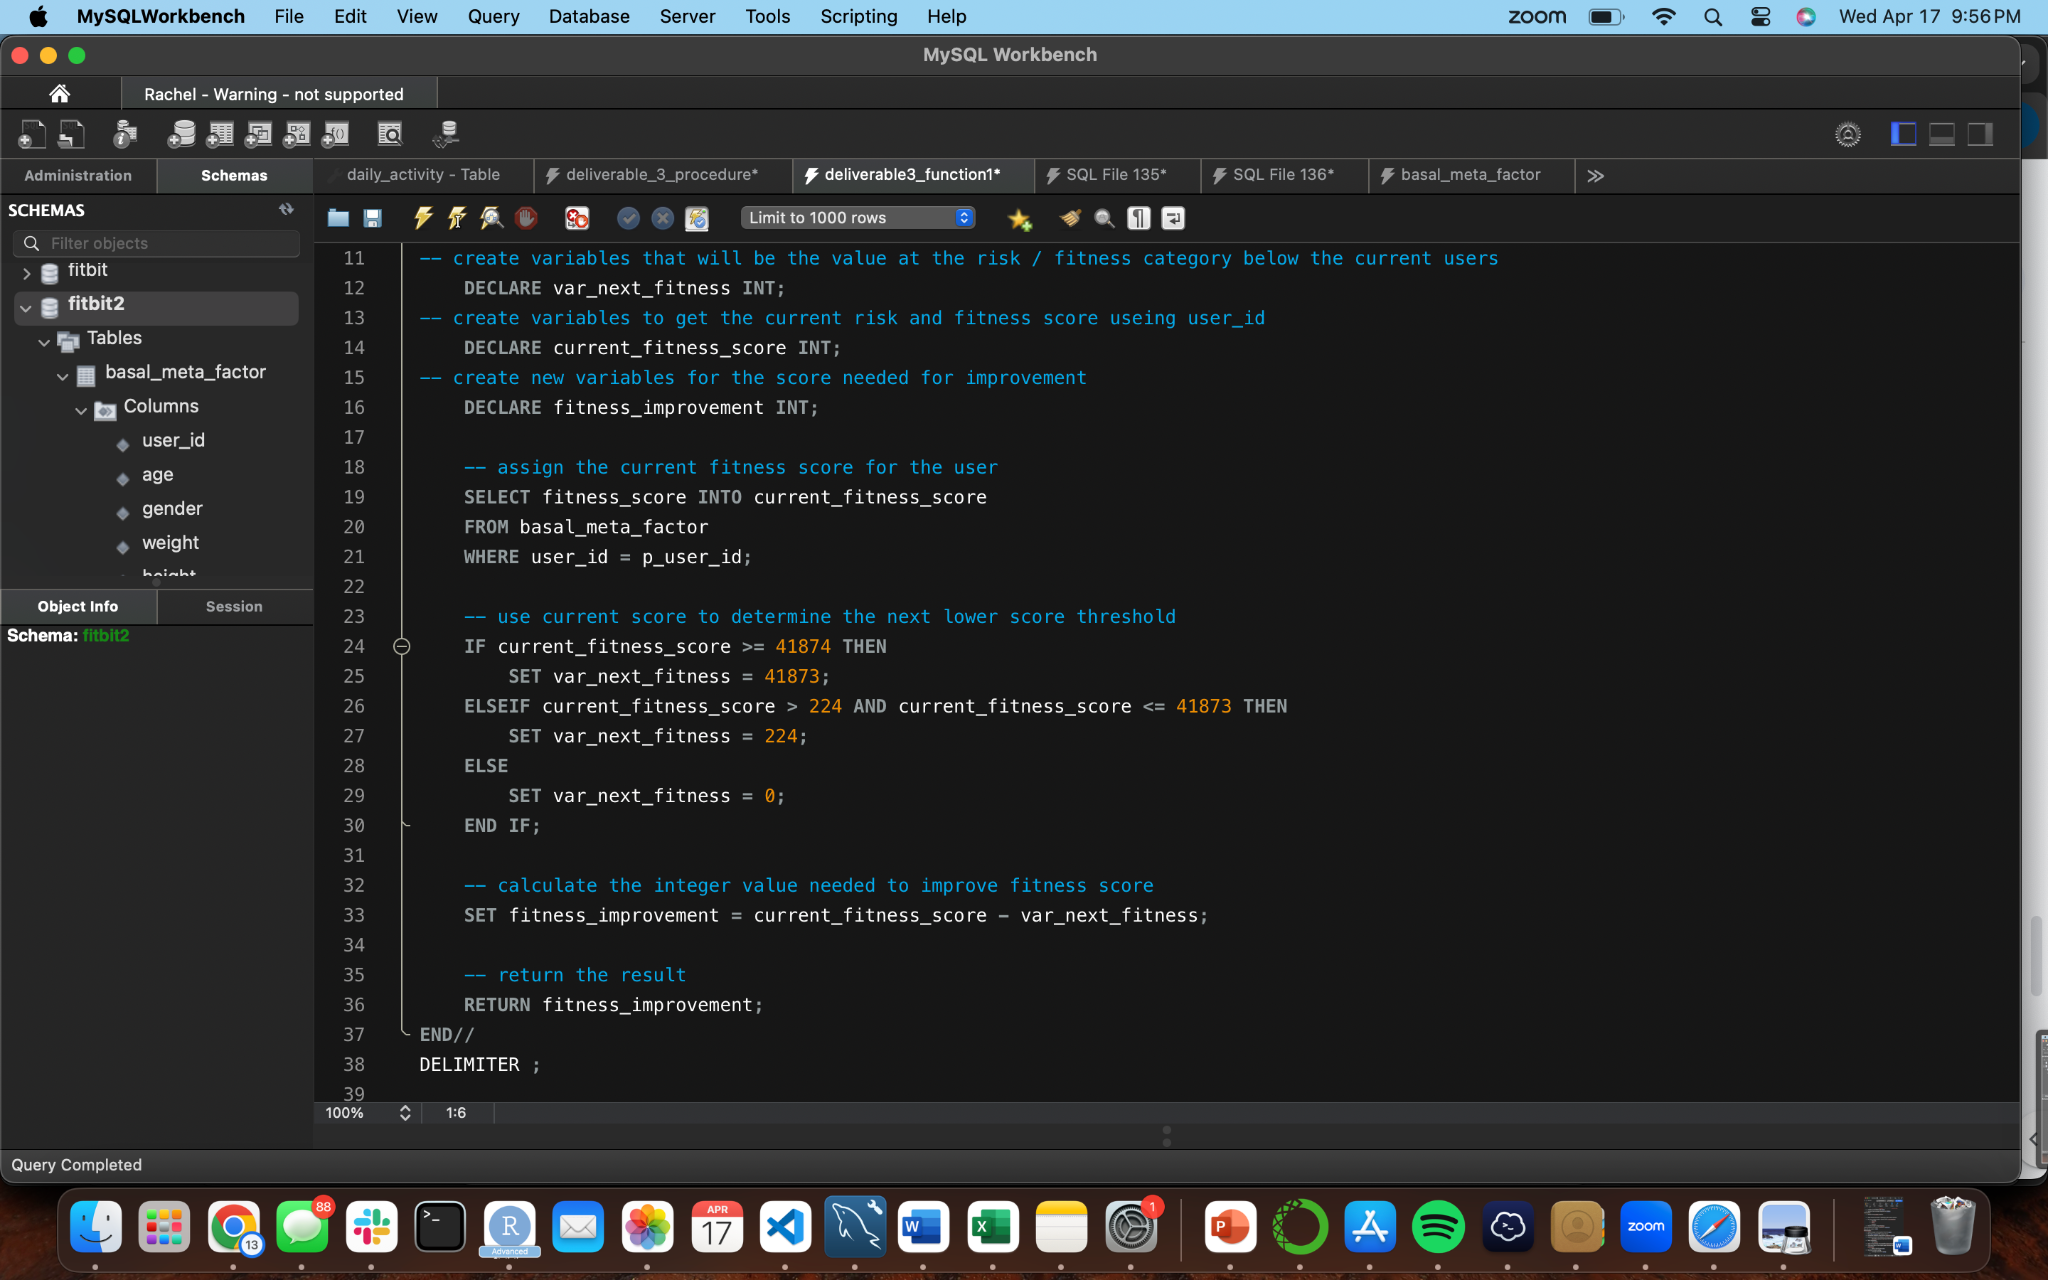 MySQLWorkbench File Edit View Query Database Server Tools Scripting Help zoom Wed Apr 17 9:56 PM
MySQL Workbench
Rachel - Warning - not supported
Administration Schemas daily_activity - Table deliverable_3_procedure* deliverable3_function1* SQL File 135* SQL File 136* basal_meta_factor
SCHEMAS
Limit to 1000 rows
Filter objects
fitbit
fitbit2
Tables
basal_meta_factor
Columns
user_id
age
gender
weight
height
Object Info Session
Schema: fitbit2
11 -- create variables that will be the value at the risk / fitness category below the current users
12 DECLARE var_next_fitness INT;
13 -- create variables to get the current risk and fitness score useing user_id
14 DECLARE current_fitness_score INT;
15 -- create new variables for the score needed for improvement
16 DECLARE fitness_improvement INT;
17
18 -- assign the current fitness score for the user
19 SELECT fitness_score INTO current_fitness_score
20 FROM basal_meta_factor
21 WHERE user_id = p_user_id;
22
23 -- use current score to determine the next lower score threshold
24 IF current_fitness_score >= 41874 THEN
25 SET var_next_fitness = 41873;
26 ELSEIF current_fitness_score > 224 AND current_fitness_score <= 41873 THEN
27 SET var_next_fitness = 224;
28 ELSE
29 SET var_next_fitness = 0;
30 END IF;
31
32 -- calculate the integer value needed to improve fitness score
33 SET fitness_improvement = current_fitness_score - var_next_fitness;
34
35 -- return the result
36 RETURN fitness_improvement;
37 END//
38 DELIMITER ;
39
100% 1:6
Query Completed
13
88
R
Advanced
APR
17
W
X
1
P
zoom